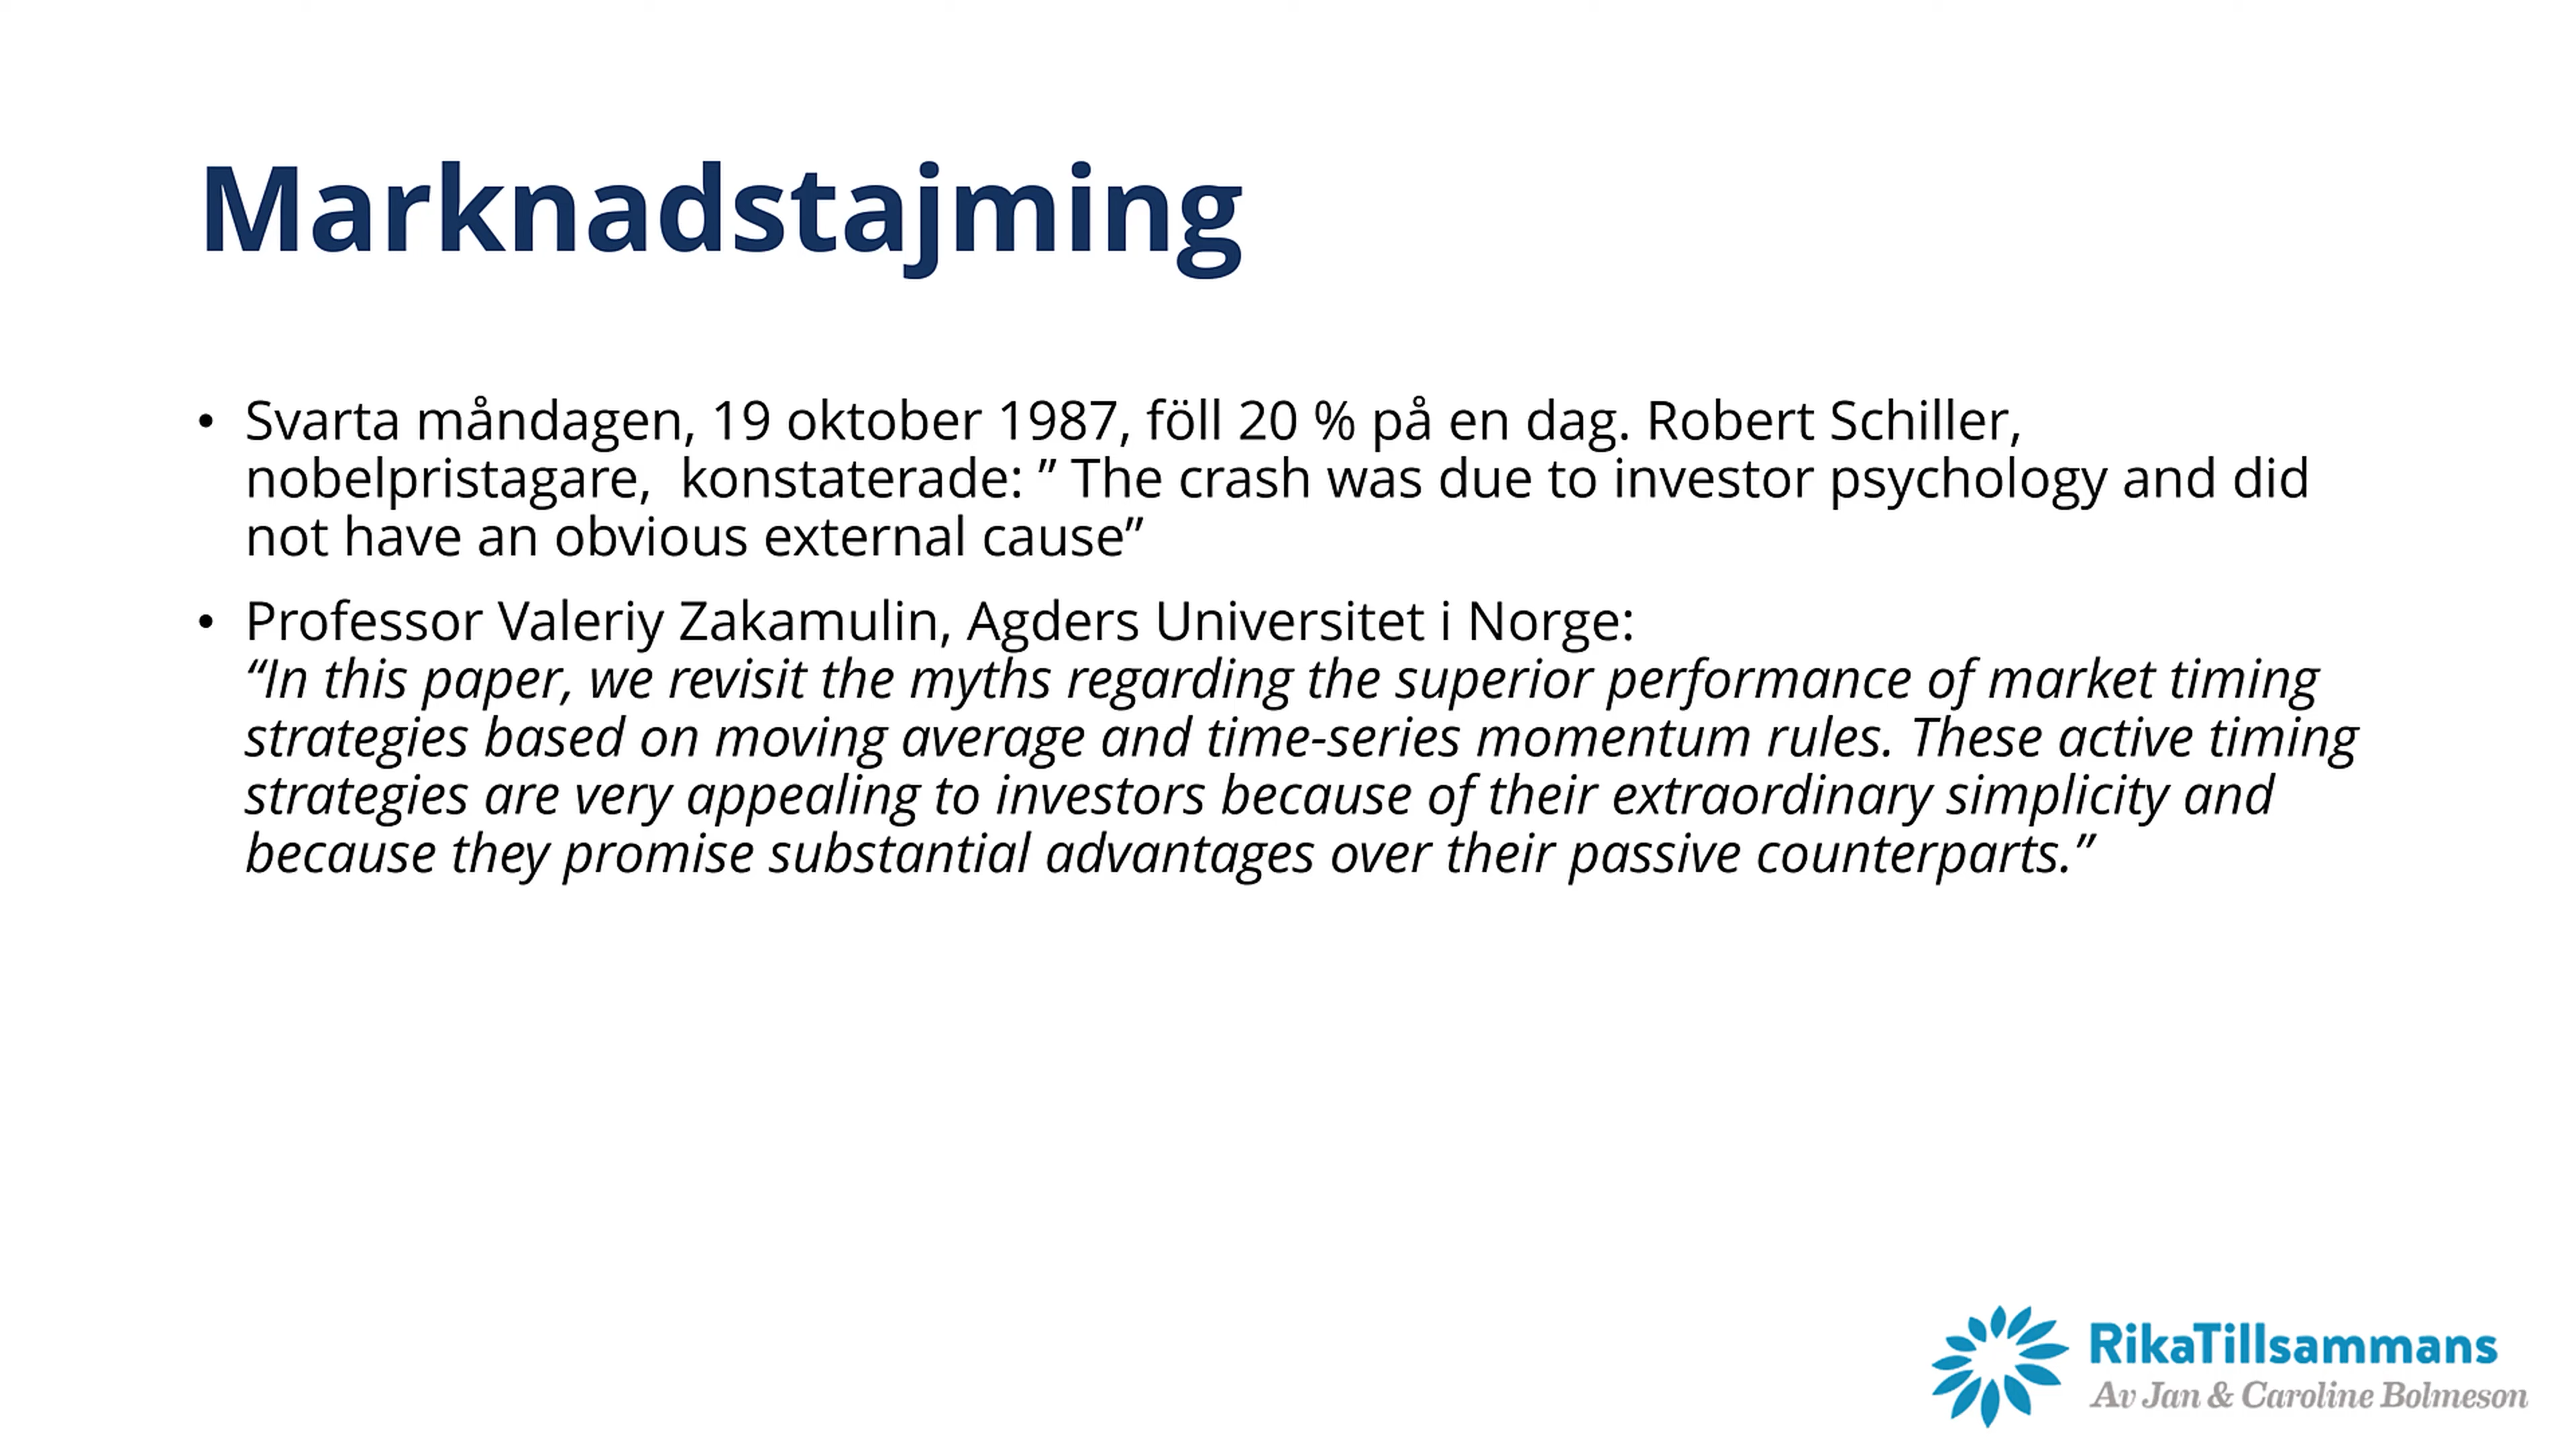 Marknadstajming
• Svarta måndagen, 19 oktober 1987, föll 20 % på en dag. Robert Schiller,
nobelpristagare,  konstaterade: ” The crash was due to investor psychology and did
not have an obvious external cause”
• Professor Valeriy Zakamulin, Agders Universitet i Norge:
“In this paper, we revisit the myths regarding the superior performance of market timing
strategies based on moving average and time-series momentum rules. These active timing
strategies are very appealing to investors because of their extraordinary simplicity and
because they promise substantial advantages over their passive counterparts.”
RikaTillsammans
Av Jan & Caroline Bolmeson